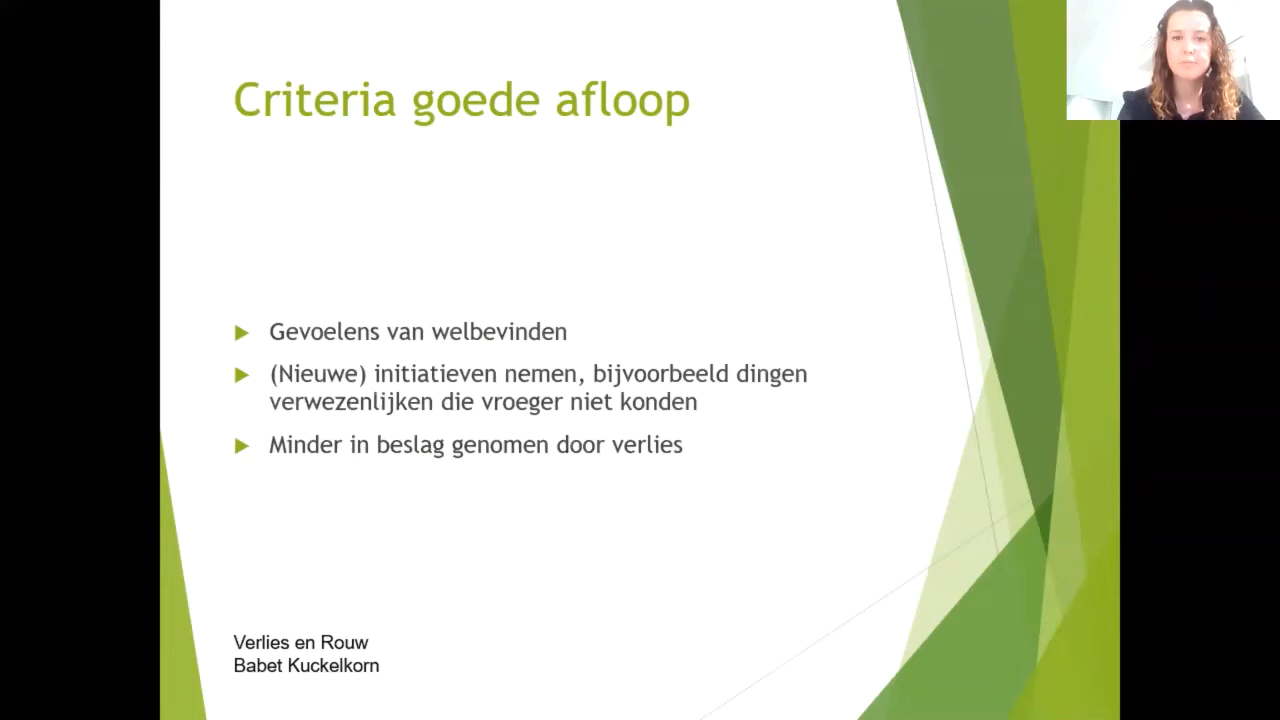 Criteria goede afloop
Gevoelens van welbevinden
(Nieuwe) initiatieven nemen, bijvoorbeeld dingen
verwezenlijken die vroeger niet konden
Minder in beslag genomen door verlies
Verlies en Rouw
Babet Kuckelkorn